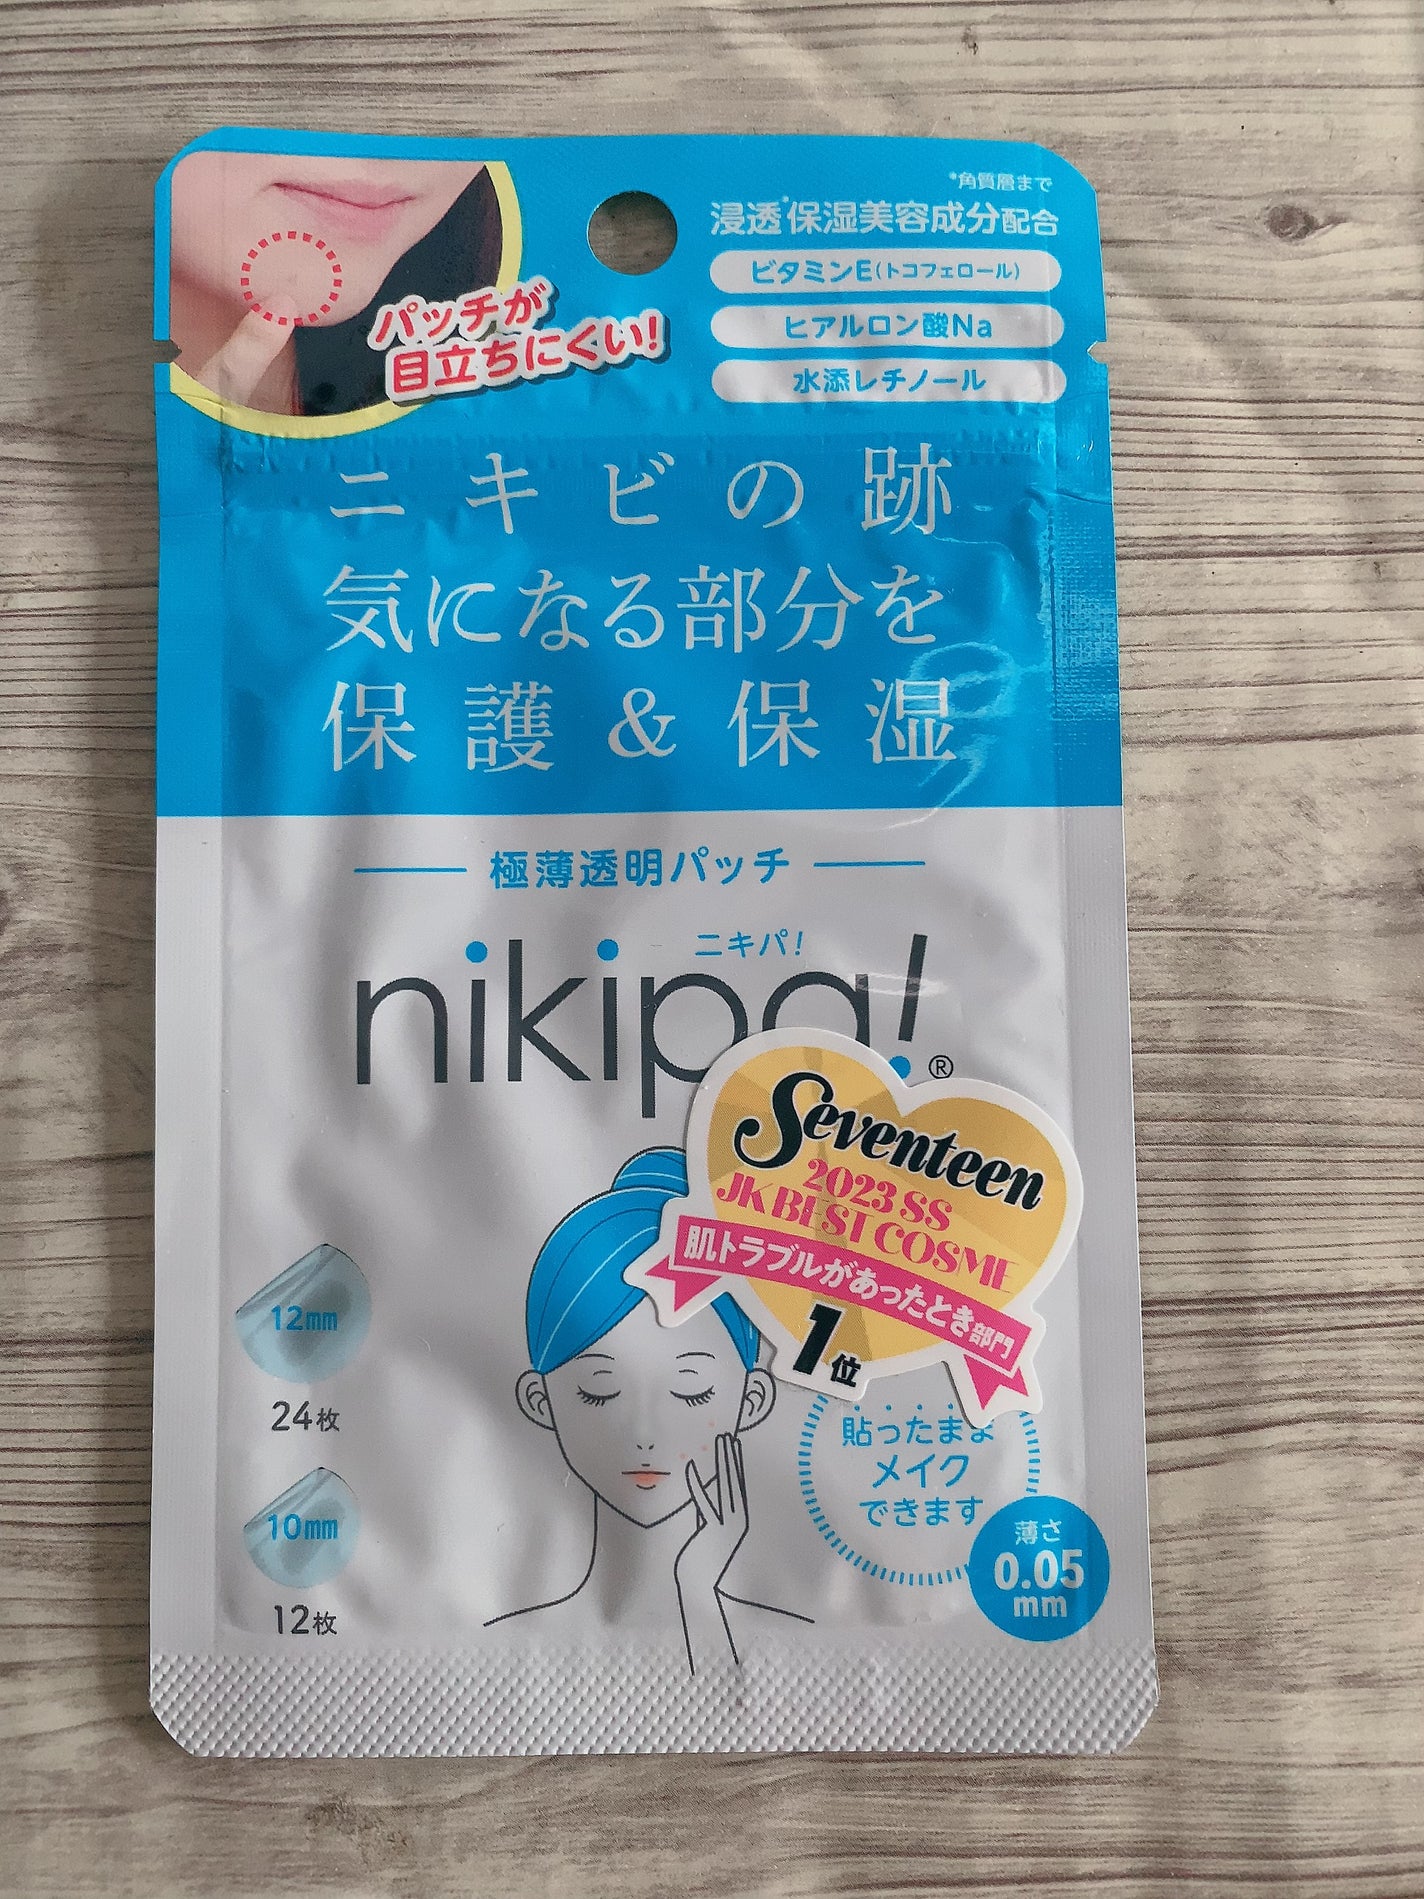 *角質層まで
浸透*保湿美容成分配合
ビタミンE(トコフェロール)
ヒアルロン酸Na
水添レチノール
パッチが
目立ちにくい!
ニキビの跡
気になる部分を
保護&保湿
極薄透明パッチ
ニキパ!
nikipa!®
Seventeen
2023 SS
JK BEST COSME
肌トラブルがあったとき部門
1位
12mm
24枚
10mm
12枚
貼ったまま
メイク
できます
薄さ
0.05
mm